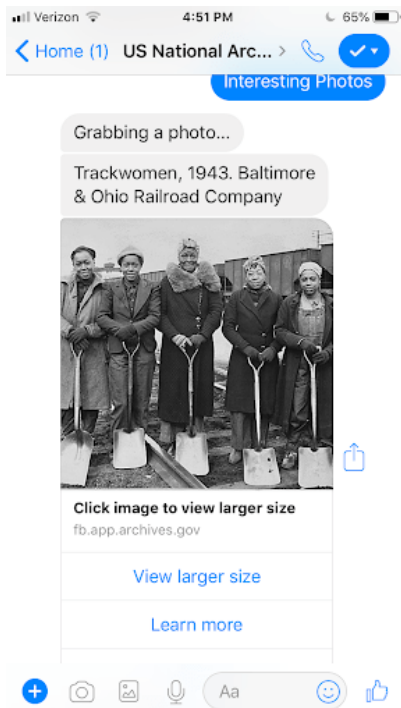 Verizon 4:51 PM 65%
Home (1) US National Arc...
Interesting Photos
Grabbing a photo...
Trackwomen, 1943. Baltimore
& Ohio Railroad Company
Click image to view larger size
fb.app.archives.gov
View larger size
Learn more
Aa